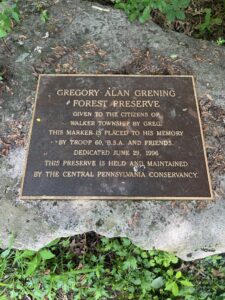 GREGORY ALAN GRENING
FOREST PRESERVE
GIVEN TO THE CITIZENS OF
WALKER TOWNSHIP BY GREG.
THIS MARKER IS PLACED TO HIS MEMORY
BY TROOP 60, B.S.A. AND FRIENDS.
DEDICATED JUNE 29, 1996
THIS PRESERVE IS HELD AND MAINTAINED
BY THE CENTRAL PENNSYLVANIA CONSERVANCY.